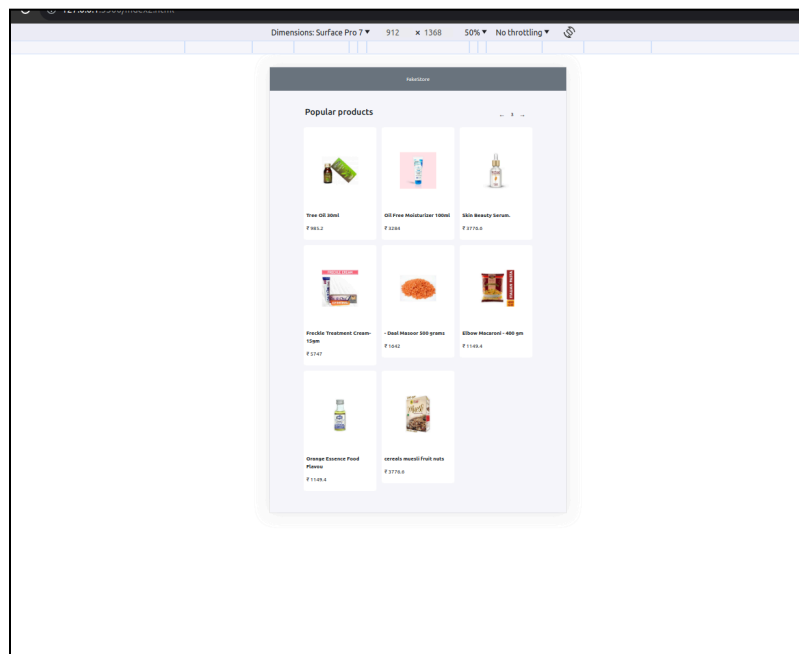 Dimensions: Surface Pro 7 ▼ 912 × 1368 50% ▼ No throttling ▼
FakeStore
Popular products
← →
Tree Oil 30ml
₹ 985.2
Oil Free Moisturizer 100ml
₹ 3284
Skin Beauty Serum.
₹ 3776.6
Freckle Treatment Cream-
15gm
₹ 5747
- Daal Masoor 500 grams
₹ 1642
Elbow Macaroni - 400 gm
₹ 1149.4
Orange Essence Food
Flavou
₹ 1149.4
cereals muesli fruit nuts
₹ 3776.6